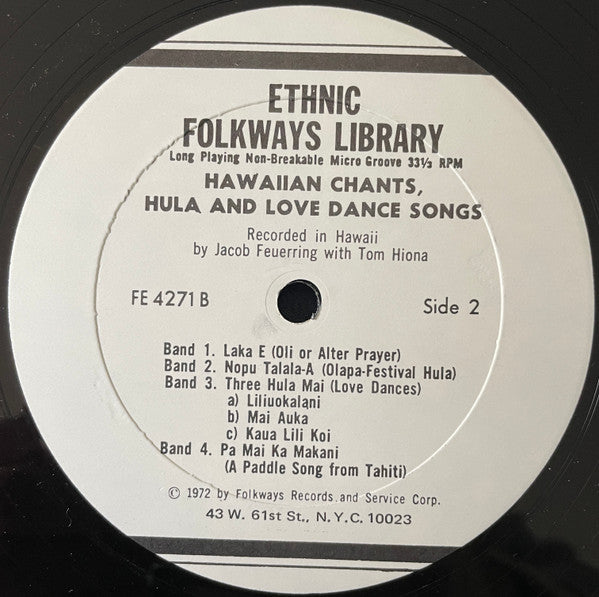 ETHNIC
FOLKWAYS LIBRARY
Long Playing Non-Breakable Micro Groove 33⅓ RPM
HAWAIIAN CHANTS,
HULA AND LOVE DANCE SONGS
Recorded in Hawaii
by Jacob Feuerring with Tom Hiona
FE 4271 B
Side 2
Band 1. Laka E (Oli or Alter Prayer)
Band 2. Nopu Talala-A (Olapa-Festival Hula)
Band 3. Three Hula Mai (Love Dances)
a) Liliuokalani
b) Mai Auka
c) Kaua Lili Koi
Band 4. Pa Mai Ka Makani
(A Paddle Song from Tahiti)
© 1972 by Folkways Records and Service Corp.
43 W. 61st St., N.Y.C. 10023